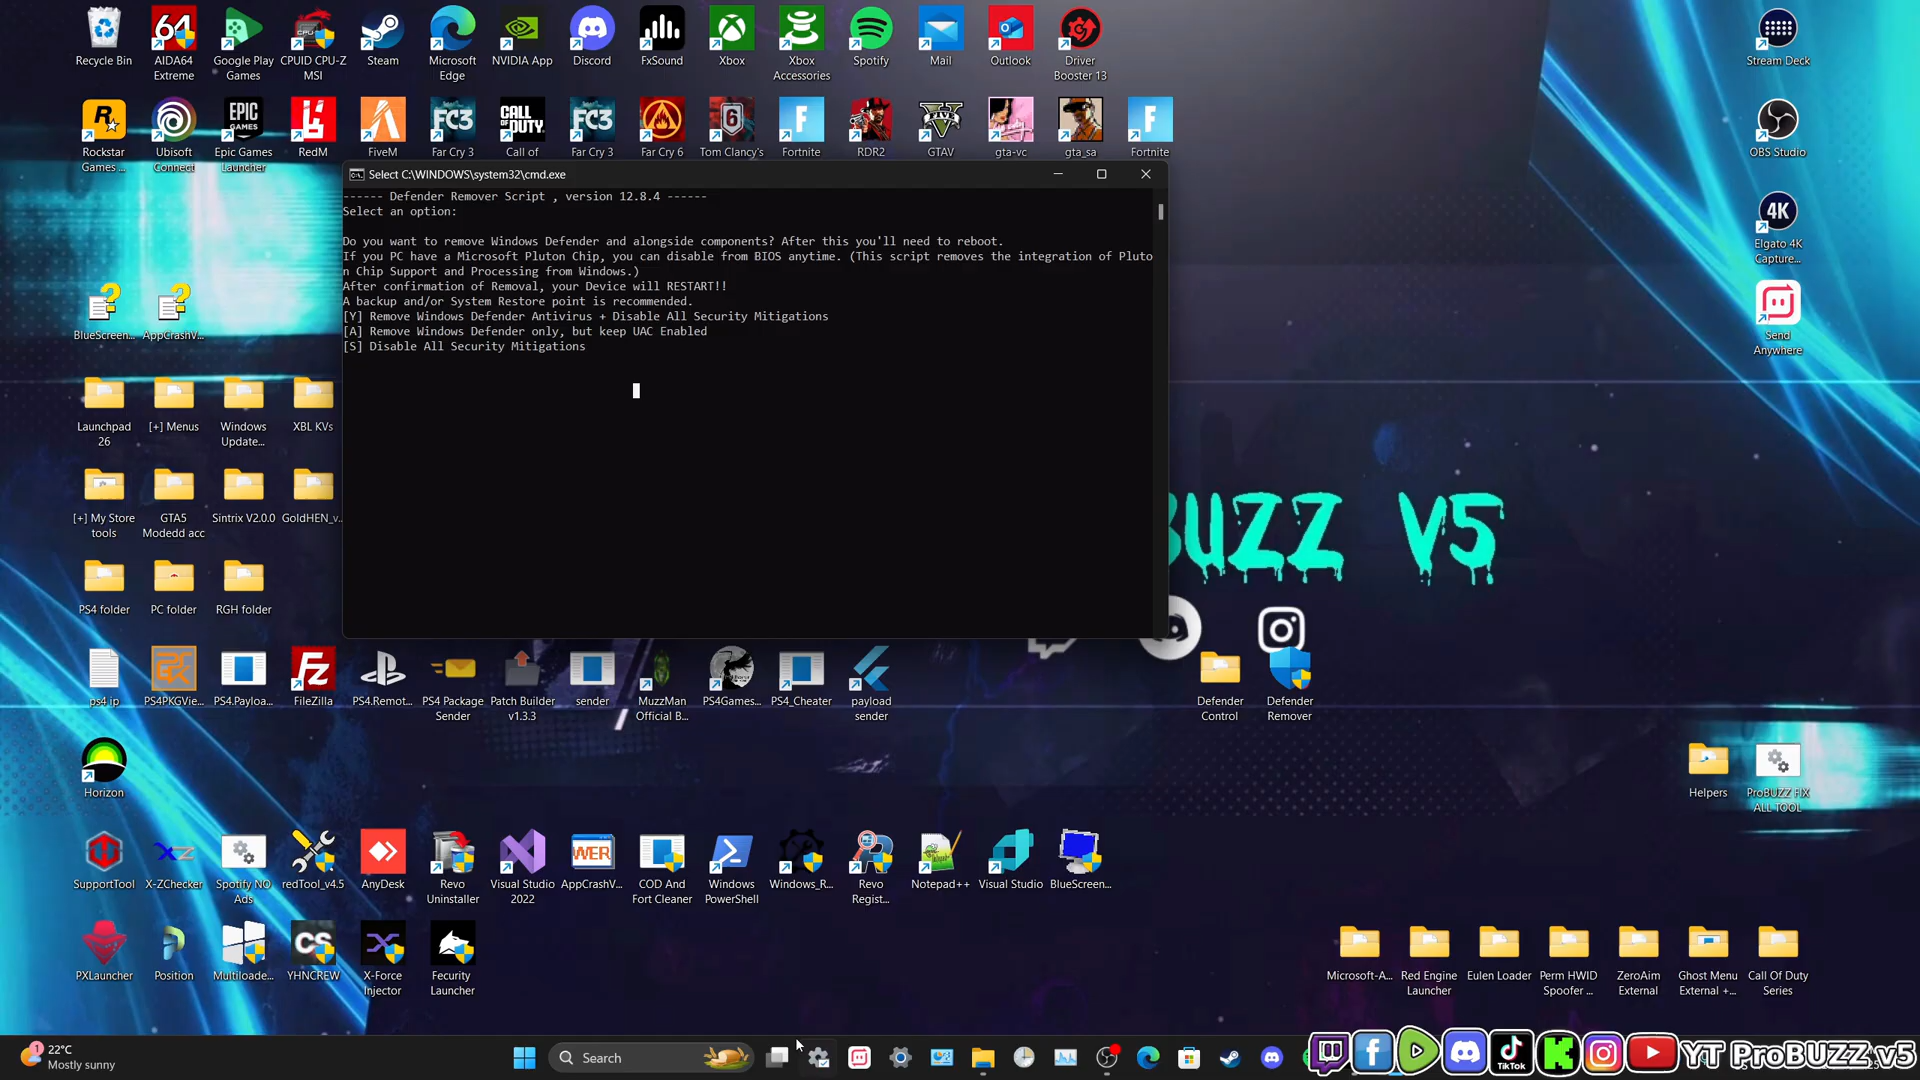 Recycle Bin
AIDA64 Extreme
Google Play Games
CPUID CPU-Z MSI
Steam
Microsoft Edge
NVIDIA App
Discord
FxSound
Xbox
Xbox Accessories
Spotify
Mail
Outlook
Driver Booster 13
Stream Deck
Rockstar Games ...
Ubisoft Connect
Epic Games Launcher
RedM
FiveM
Far Cry 3
Call of
Far Cry 3
Far Cry 6
Tom Clancy's
Fortnite
RDR2
GTAV
gta-vc
gta_sa
Fortnite
OBS Studio
Select C:\WINDOWS\system32\cmd.exe
------ Defender Remover Script , version 12.8.4 ------
Select an option:
Do you want to remove Windows Defender and alongside components? After this you'll need to reboot.
If you PC have a Microsoft Pluton Chip, you can disable from BIOS anytime. (This script removes the integration of Pluto
n Chip Support and Processing from Windows.)
After confirmation of Removal, your Device will RESTART!!
A backup and/or System Restore point is recommended.
[Y] Remove Windows Defender Antivirus + Disable All Security Mitigations
[A] Remove Windows Defender only, but keep UAC Enabled
[S] Disable All Security Mitigations
4K
Elgato 4K Capture...
Send Anywhere
BlueScreen...
AppCrashV...
Launchpad 26
[+] Menus
Windows Update...
XBL KVs
[+] My Store tools
GTA5 Modedd acc
Sintrix V2.0.0
GoldHEN_v...
BUZZ V5
PS4 folder
PC folder
RGH folder
ps4 ip
PS4PKGVie...
PS4.Payloa...
FileZilla
PS4.Remot...
PS4 Package Sender
Patch Builder v1.3.3
sender
MuzzMan Official B...
PS4Games...
PS4_Cheater
payload sender
Defender Control
Defender Remover
Horizon
Helpers
ProBUZZ FIX ALL TOOL
SupportTool
X-ZChecker
Spotify NO Ads
redTool_v4.5
AnyDesk
Revo Uninstaller
Visual Studio 2022
WER
AppCrashV...
COD And Fort Cleaner
Windows PowerShell
Windows_R...
Revo Regist...
Notepad++
Visual Studio
BlueScreen...
PXLauncher
Position
Multiloade...
CS
YHNCREW
X-Force Injector
Fecurity Launcher
Microsoft-A...
Red Engine Launcher
Eulen Loader
Perm HWID Spoofer ...
ZeroAim External
Ghost Menu External +...
Call Of Duty Series
1
22°C
Mostly sunny
Search
TikTok
YT ProBUZZ v5